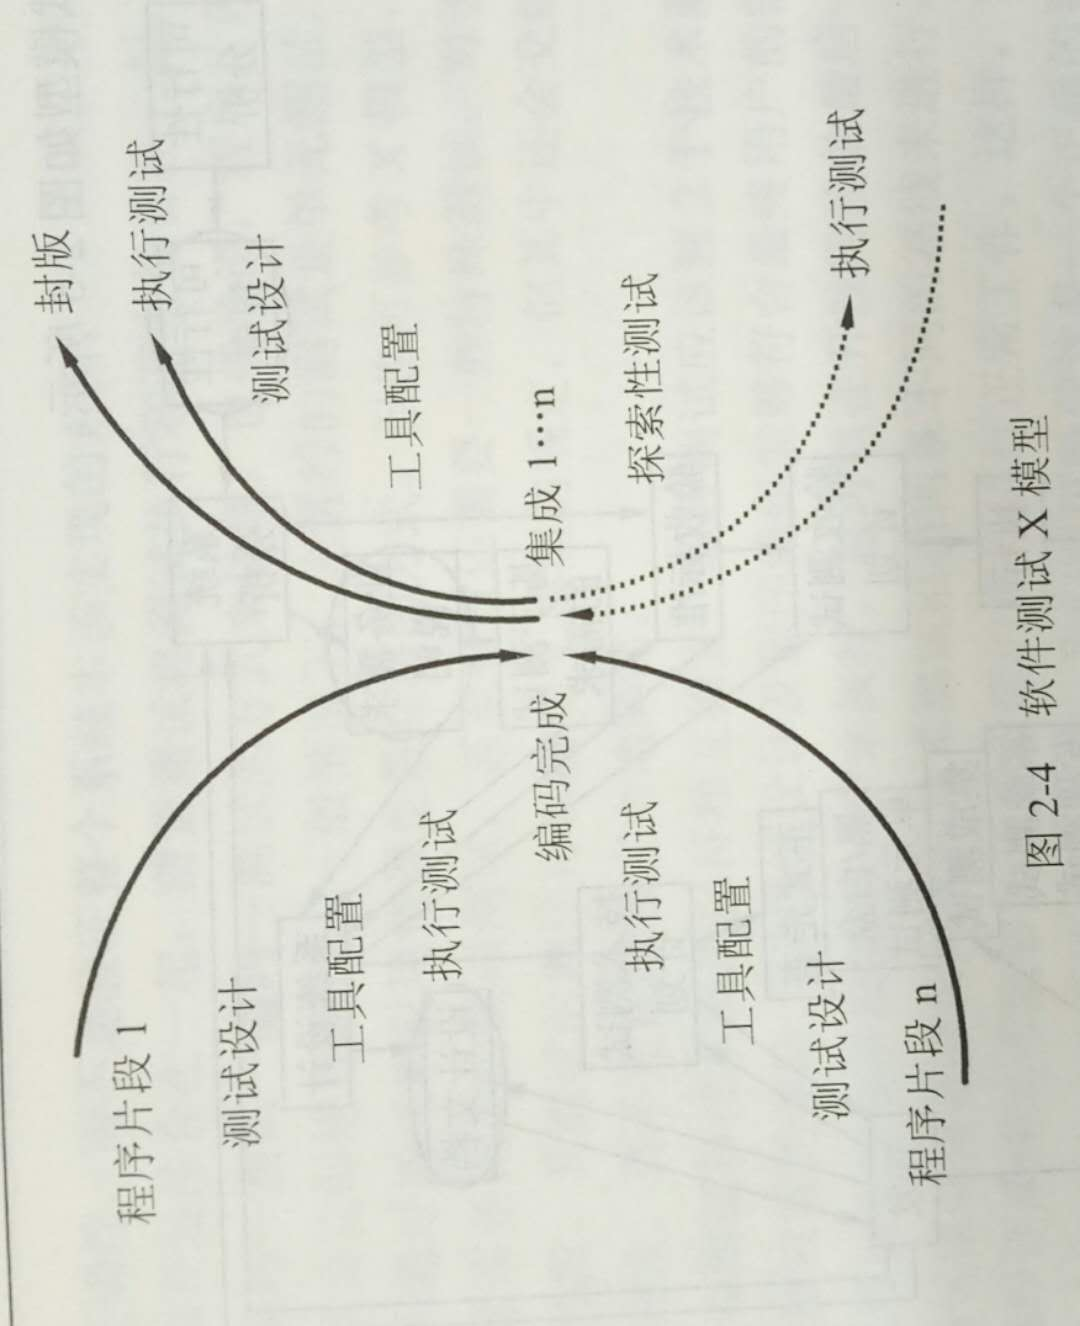 程序片段 1
测试设计
工具配置
执行测试
编码完成
执行测试
工具配置
测试设计
程序片段 n
封版
执行测试
测试设计
工具配置
集成 1…n
探索性测试
执行测试
图 2-4 软件测试 X 模型